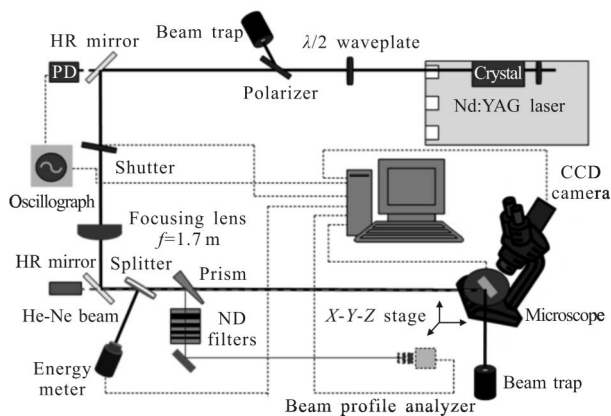 HR mirror
Beam trap
λ/2 waveplate
PD
Crystal
Polarizer
Nd:YAG laser
Shutter
CCD
camera
Oscillograph
Focusing lens
f=1.7 m
HR mirror
Splitter
Prism
He-Ne beam
ND
filters
X-Y-Z stage
Microscope
Energy
meter
Beam profile analyzer
Beam trap